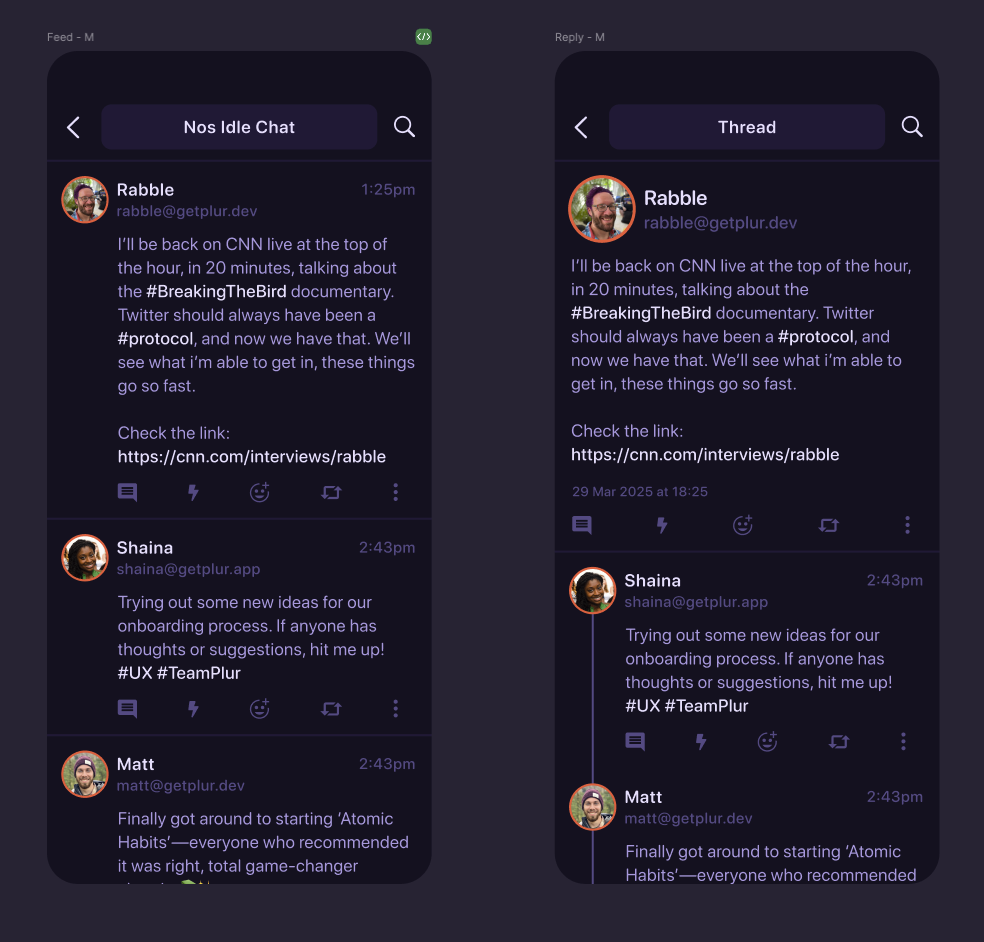 Feed - M
</>
Nos Idle Chat
Rabble
1:25pm
rabble@getplur.dev
I’ll be back on CNN live at the top of
the hour, in 20 minutes, talking about
the #BreakingTheBird documentary.
Twitter should always have been a
#protocol, and now we have that. We’ll
see what i’m able to get in, these things
go so fast.
Check the link:
https://cnn.com/interviews/rabble
Shaina
2:43pm
shaina@getplur.app
Trying out some new ideas for our
onboarding process. If anyone has
thoughts or suggestions, hit me up!
#UX #TeamPlur
Matt
2:43pm
matt@getplur.dev
Finally got around to starting ‘Atomic
Habits’—everyone who recommended
it was right, total game-changer
Reply - M
Thread
Rabble
rabble@getplur.dev
I’ll be back on CNN live at the top of the hour,
in 20 minutes, talking about the
#BreakingTheBird documentary. Twitter
should always have been a #protocol, and
now we have that. We’ll see what i’m able to
get in, these things go so fast.
Check the link:
https://cnn.com/interviews/rabble
29 Mar 2025 at 18:25
Shaina
2:43pm
shaina@getplur.app
Trying out some new ideas for our
onboarding process. If anyone has
thoughts or suggestions, hit me up!
#UX #TeamPlur
Matt
2:43pm
matt@getplur.dev
Finally got around to starting ‘Atomic
Habits’—everyone who recommended